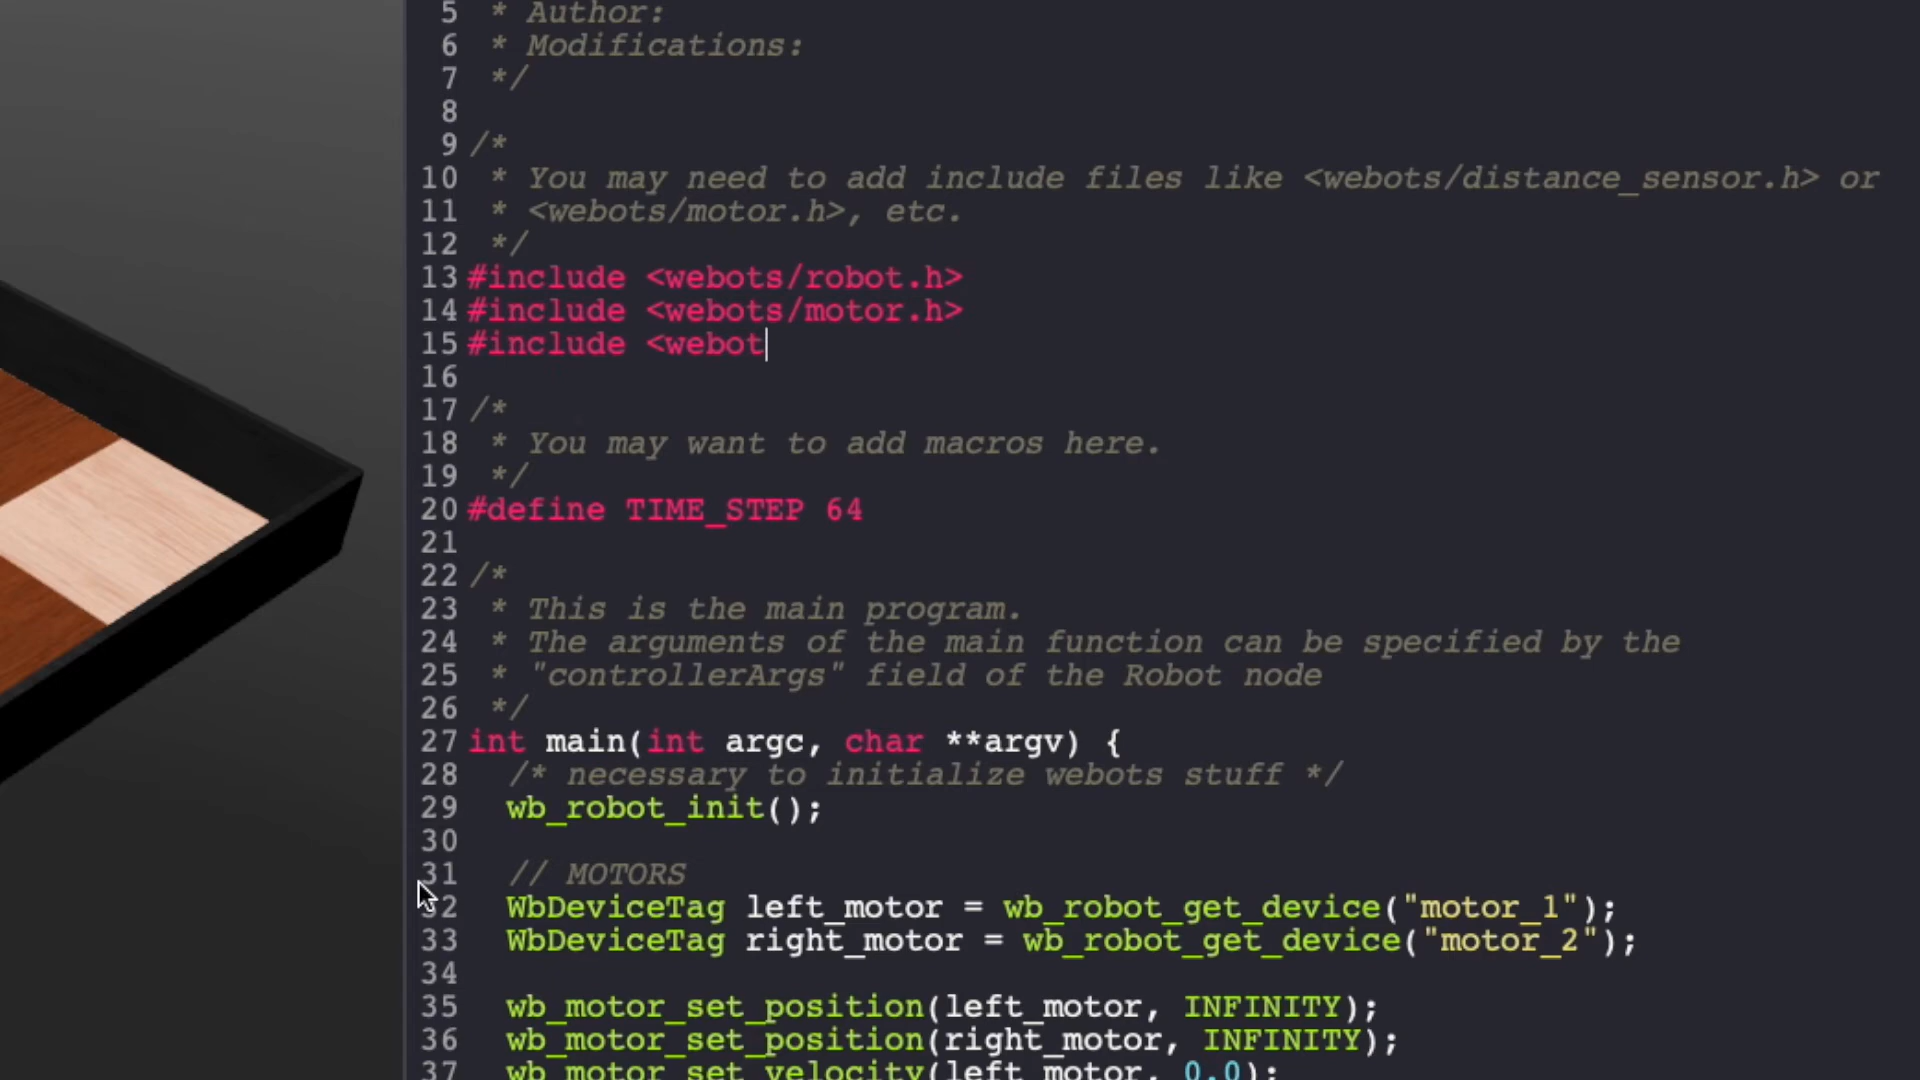 5 * Author:
6 * Modifications:
7 */
8
9 /*
10 * You may need to add include files like <webots/distance_sensor.h> or
11 * <webots/motor.h>, etc.
12 */
13 #include <webots/robot.h>
14 #include <webots/motor.h>
15 #include <webot
16
17 /*
18 * You may want to add macros here.
19 */
20 #define TIME_STEP 64
21
22 /*
23 * This is the main program.
24 * The arguments of the main function can be specified by the
25 * "controllerArgs" field of the Robot node
26 */
27 int main(int argc, char **argv) {
28 /* necessary to initialize webots stuff */
29 wb_robot_init();
30
31 // MOTORS
32 WbDeviceTag left_motor = wb_robot_get_device("motor_1");
33 WbDeviceTag right_motor = wb_robot_get_device("motor_2");
34
35 wb_motor_set_position(left_motor, INFINITY);
36 wb_motor_set_position(right_motor, INFINITY);
37 wb_motor_set_velocity(left_motor, 0.0);